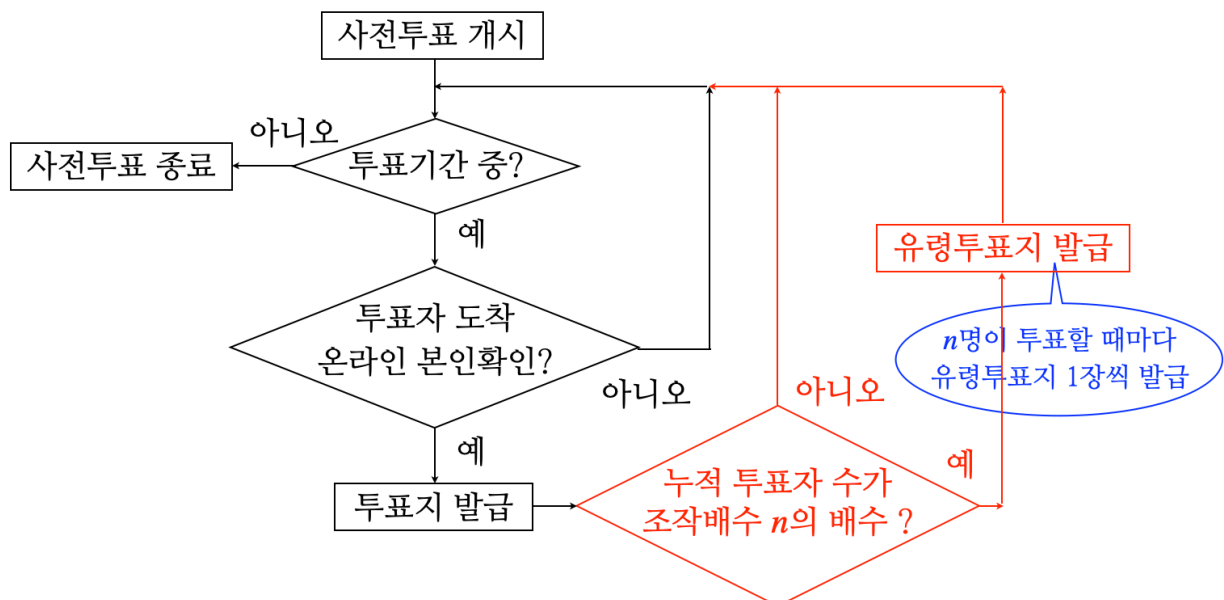 사전투표 개시
아니오
사전투표 종료
투표기간 중?
예
유령투표지 발급
투표자 도착
온라인 본인확인?
n명이 투표할 때마다
유령투표지 1장씩 발급
아니오
아니오
예
예
누적 투표자 수가
조작배수 n의 배수 ?
투표지 발급